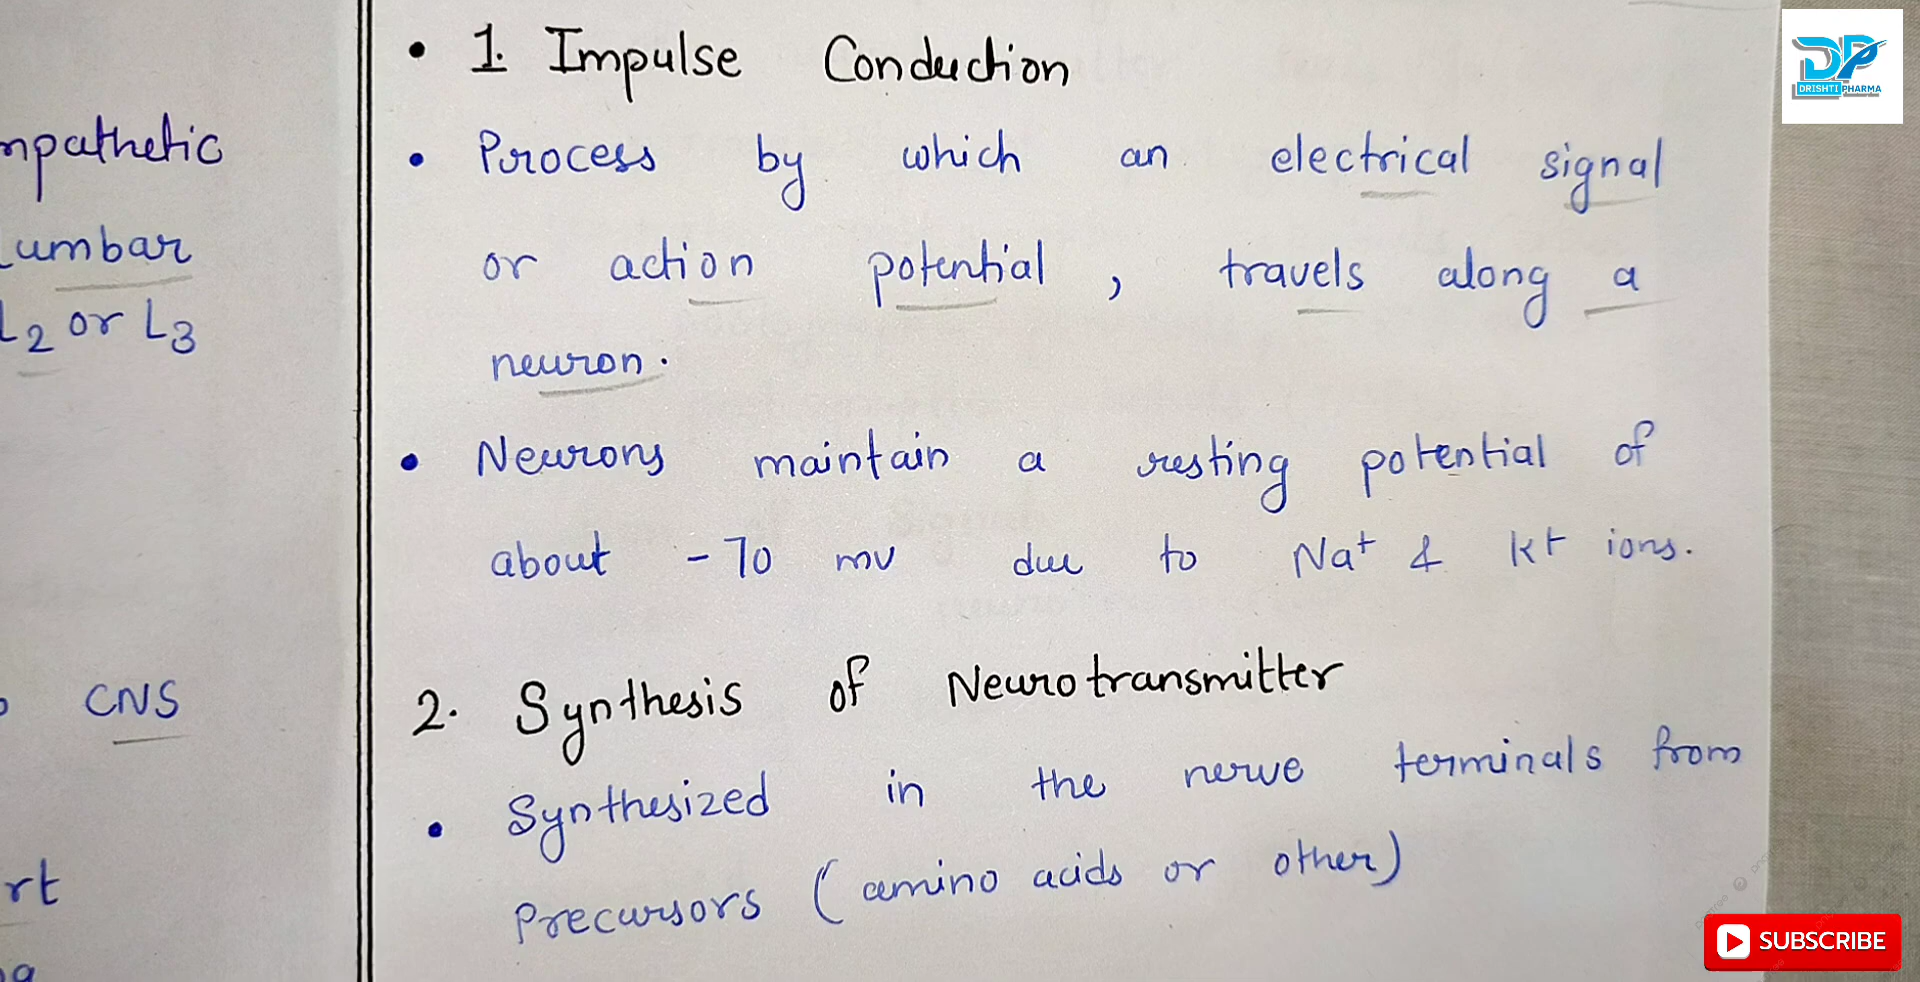 mpathetic
Lumbar
L2 or L3
CNS
rt
• 1. Impulse Conduction
• Process by which an electrical signal
or action potential, travels along a
neuron.
• Neurons maintain a resting potential of
about -70 mv due to Na+ & K+ ions.
2. Synthesis of Neurotransmitter
• Synthesized in the nerve terminals from
Precursors (amino acids or other)
DP
DRISHTI PHARMA
SUBSCRIBE